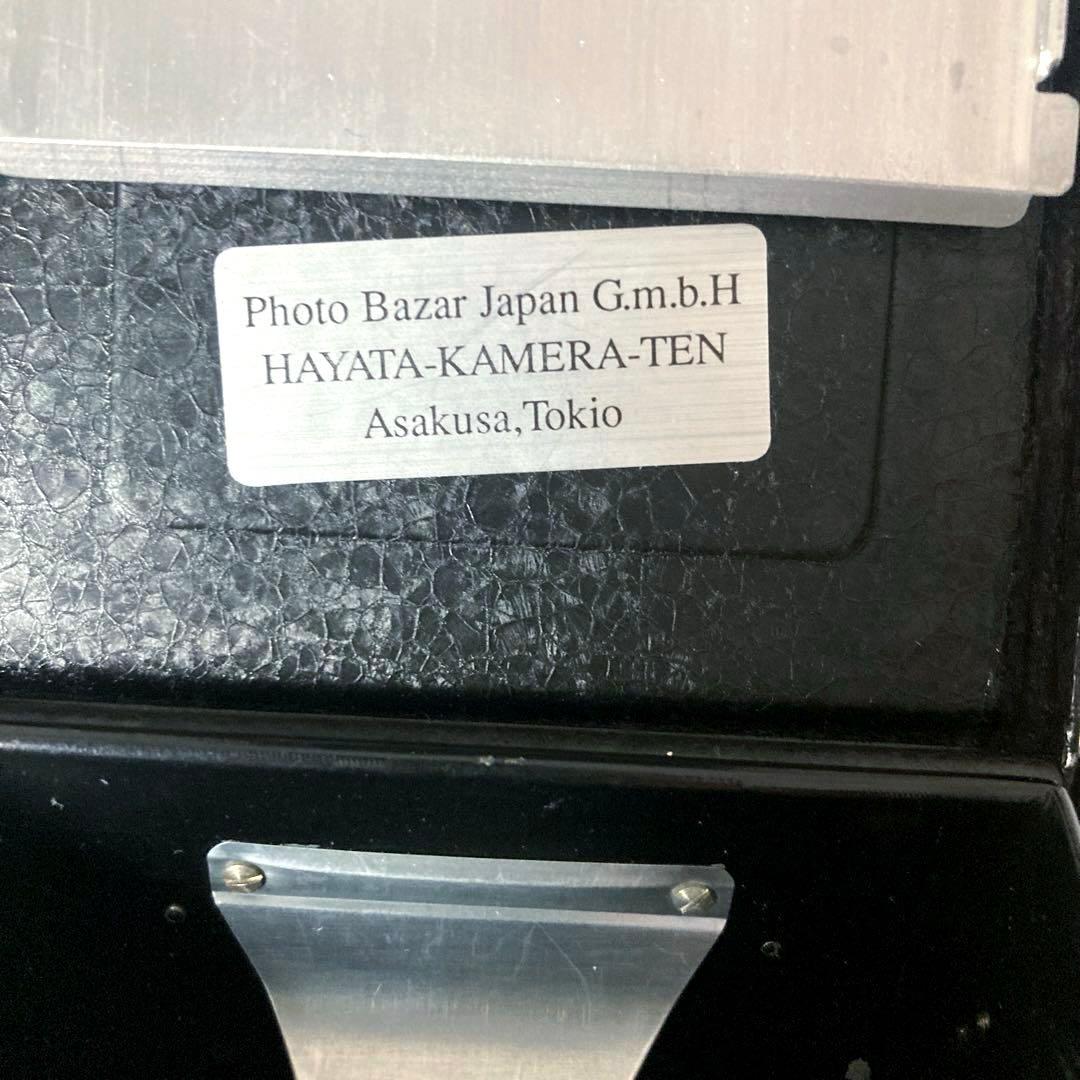 Photo Bazar Japan G.m.b.H
HAYATA-KAMERA-TEN
Asakusa,Tokio